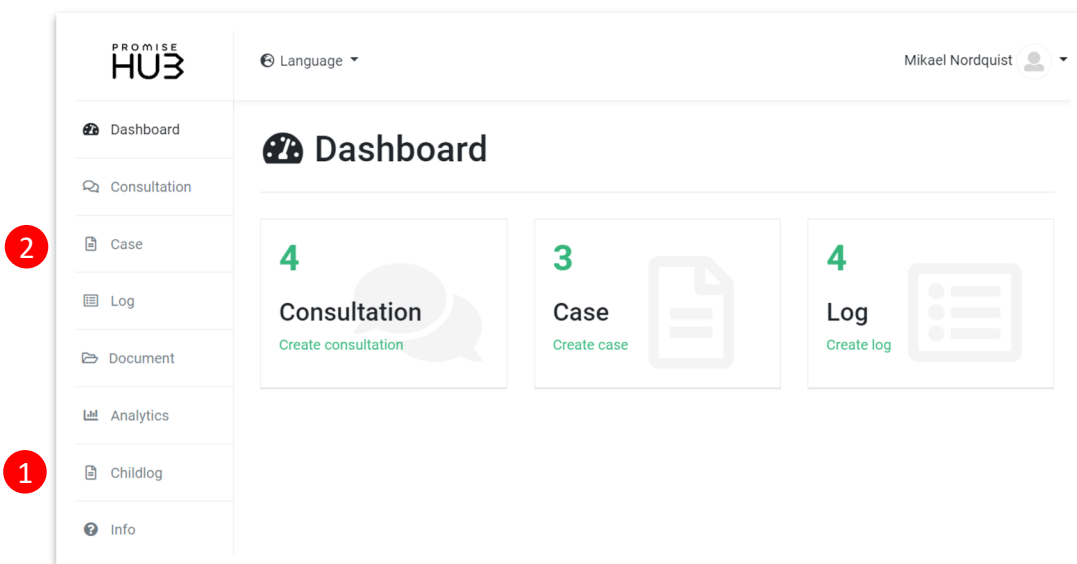 PROMISE
HUB
Language
Mikael Nordquist
Dashboard
Consultation
2
Case
Log
Document
Analytics
1
Childlog
Info
Dashboard
4
Consultation
Create consultation
3
Case
Create case
4
Log
Create log